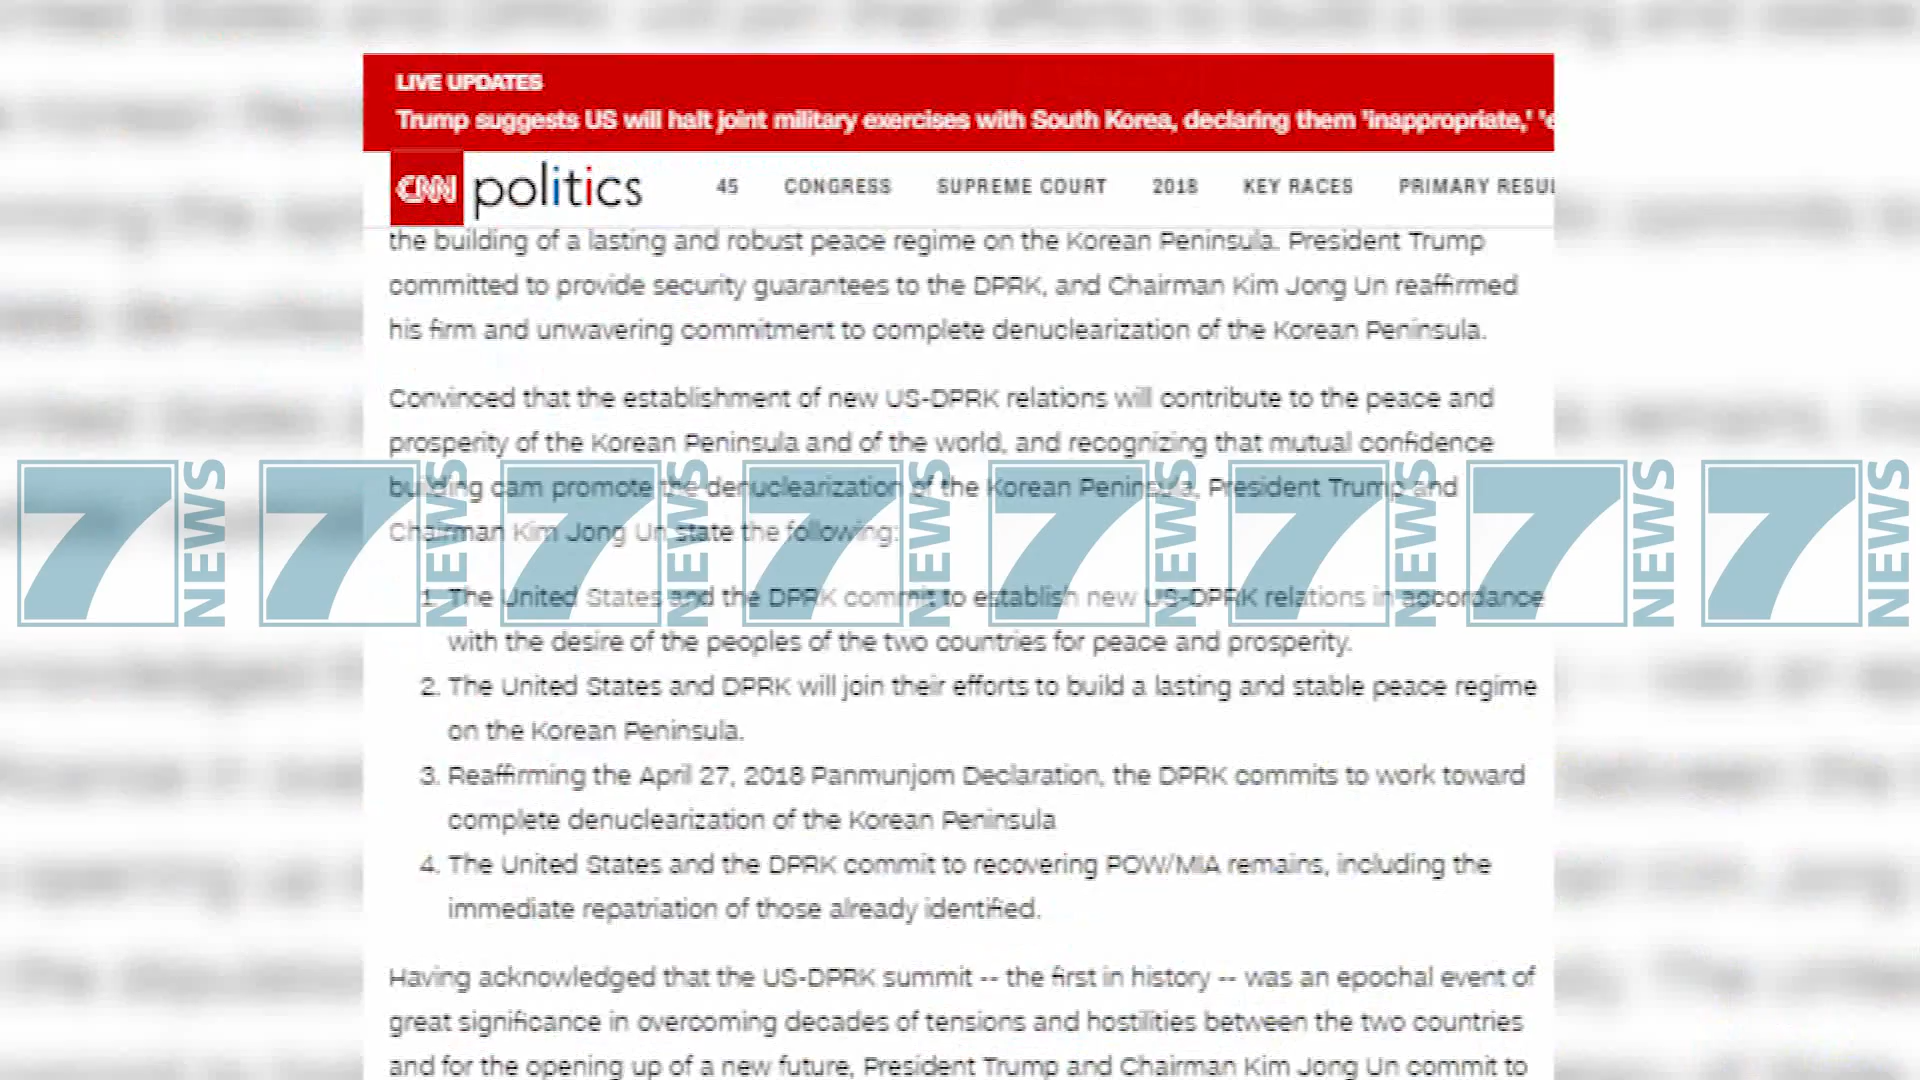 LIVE UPDATES
Trump suggests US will halt joint military exercises with South Korea, declaring them 'inappropriate,' 'e
CNN politics 45 CONGRESS SUPREME COURT 2018 KEY RACES PRIMARY RESUL
the building of a lasting and robust peace regime on the Korean Peninsula. President Trump
committed to provide security guarantees to the DPRK, and Chairman Kim Jong Un reaffirmed
his firm and unwavering commitment to complete denuclearization of the Korean Peninsula.
Convinced that the establishment of new US-DPRK relations will contribute to the peace and
prosperity of the Korean Peninsula and of the world, and recognizing that mutual confidence
building cam promote the denuclearization of the Korean Peninsula, President Trump and
Chairman Kim Jong Un state the following:
7 NEWS 7 NEWS 7 NEWS 7 NEWS 7 NEWS 7 NEWS 7 NEWS 7 NEWS
1. The United States and the DPRK commit to establish new US-DPRK relations in accordance
with the desire of the peoples of the two countries for peace and prosperity.
2. The United States and DPRK will join their efforts to build a lasting and stable peace regime
on the Korean Peninsula.
3. Reaffirming the April 27, 2018 Panmunjom Declaration, the DPRK commits to work toward
complete denuclearization of the Korean Peninsula
4. The United States and the DPRK commit to recovering POW/MIA remains, including the
immediate repatriation of those already identified.
Having acknowledged that the US-DPRK summit -- the first in history -- was an epochal event of
great significance in overcoming decades of tensions and hostilities between the two countries
and for the opening up of a new future, President Trump and Chairman Kim Jong Un commit to